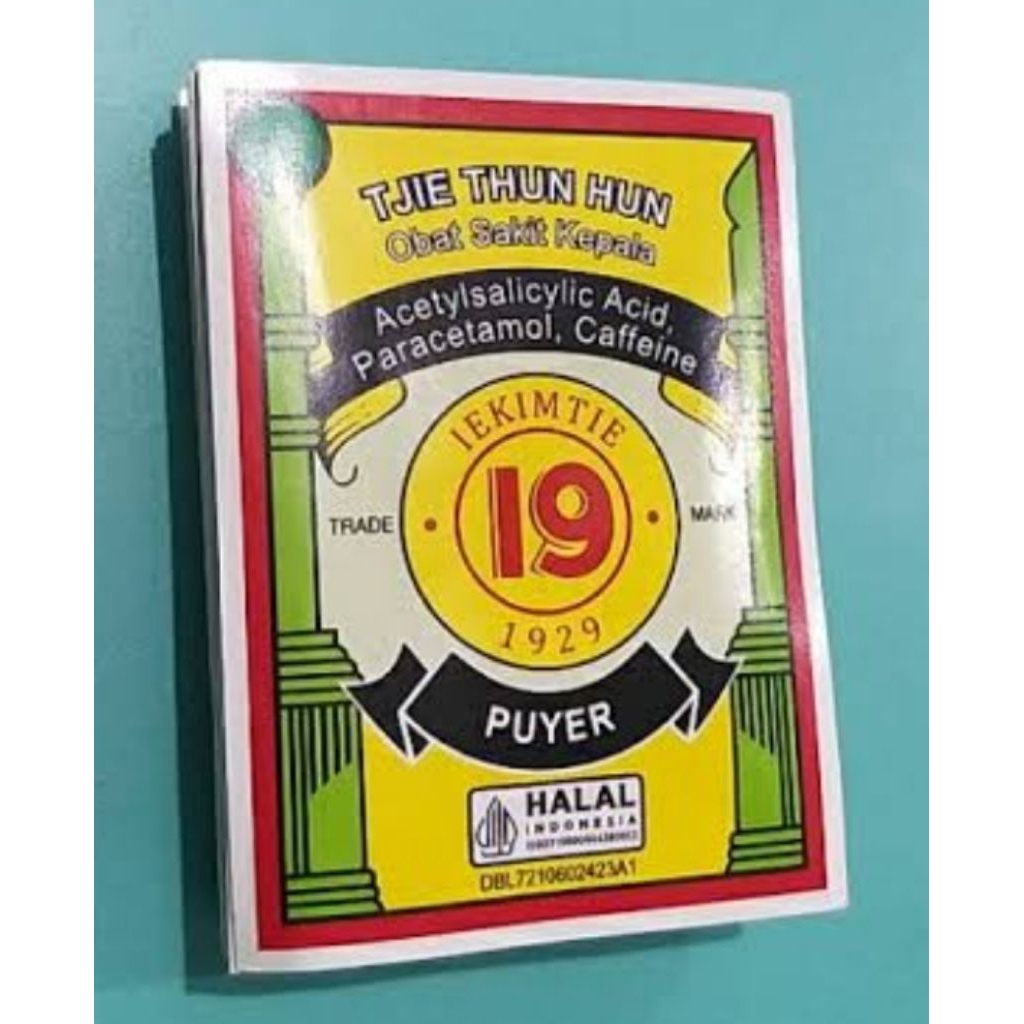 TJIE THUN HUN
Obat Sakit Kepala
Acetylsalicylic Acid,
Paracetamol, Caffeine
IEKIMTIE
19
TRADE
MARK
1929
PUYER
HALAL
INDONESIA
DBL7210602423A1